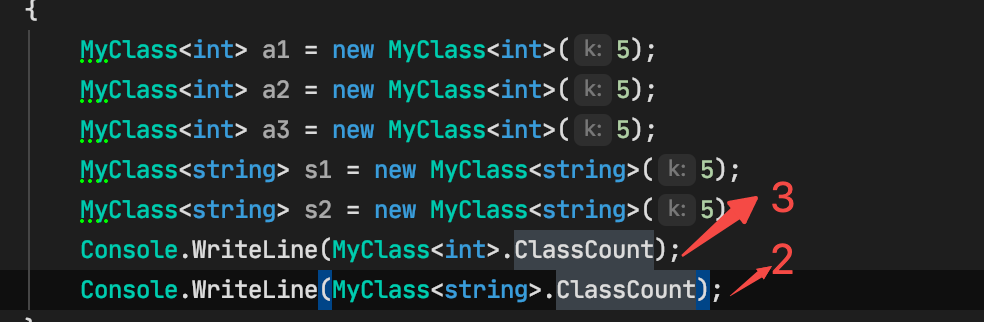 {
MyClass<int> a1 = new MyClass<int>( k: 5);
MyClass<int> a2 = new MyClass<int>( k: 5);
MyClass<int> a3 = new MyClass<int>( k: 5);
MyClass<string> s1 = new MyClass<string>( k: 5);
MyClass<string> s2 = new MyClass<string>( k: 5)
3
Console.WriteLine(MyClass<int>.ClassCount);
2
Console.WriteLine(MyClass<string>.ClassCount);